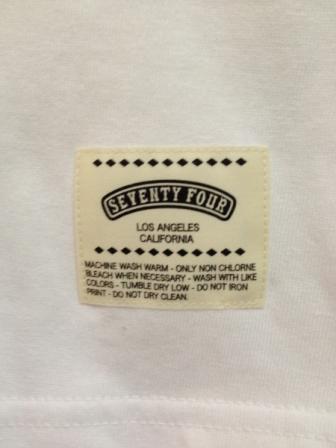 SEVENTY FOUR
LOS ANGELES
CALIFORNIA
MACHINE WASH WARM - ONLY NON CHLORNE
BLEACH WHEN NECESSARY - WASH WITH LIKE
COLORS - TUMBLE DRY LOW - DO NOT IRON
PRINT - DO NOT DRY CLEAN.